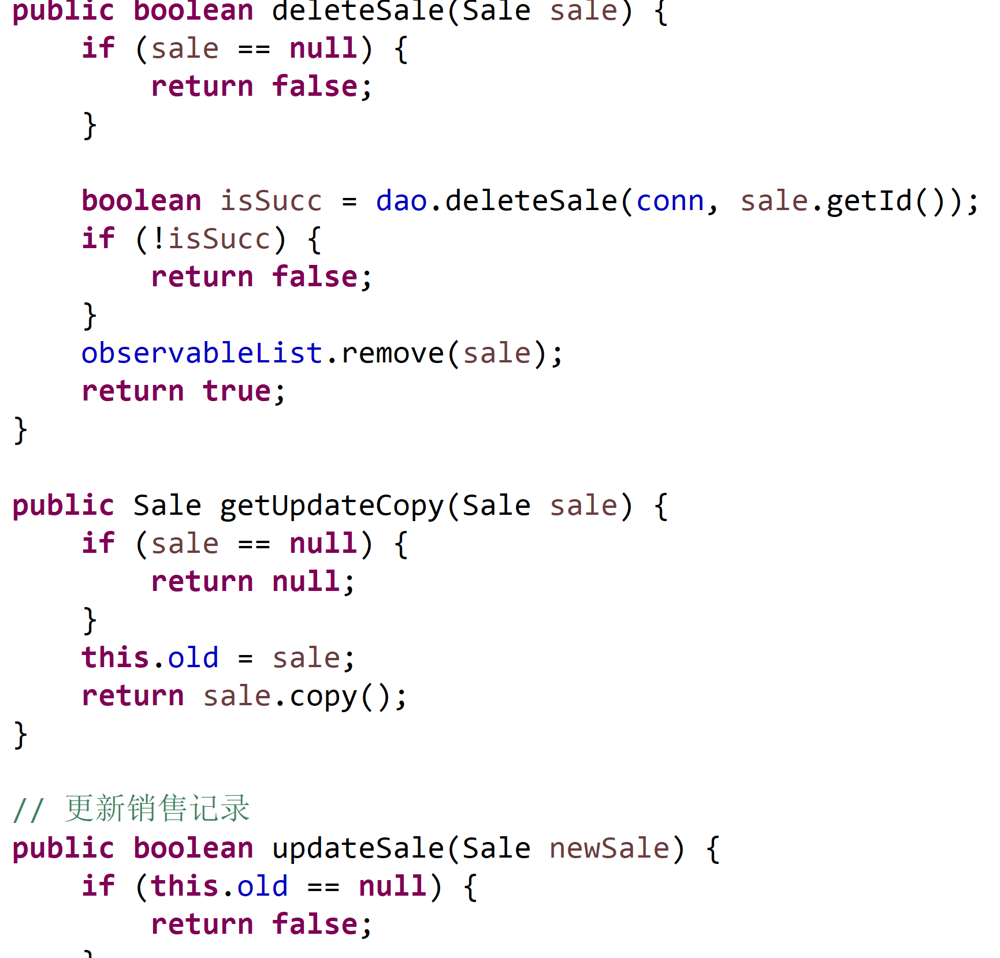 public boolean deleteSale(Sale sale) {
    if (sale == null) {
        return false;
    }

    boolean isSucc = dao.deleteSale(conn, sale.getId());
    if (!isSucc) {
        return false;
    }
    observableList.remove(sale);
    return true;
}

public Sale getUpdateCopy(Sale sale) {
    if (sale == null) {
        return null;
    }
    this.old = sale;
    return sale.copy();
}

// 更新销售记录
public boolean updateSale(Sale newSale) {
    if (this.old == null) {
        return false;
    }